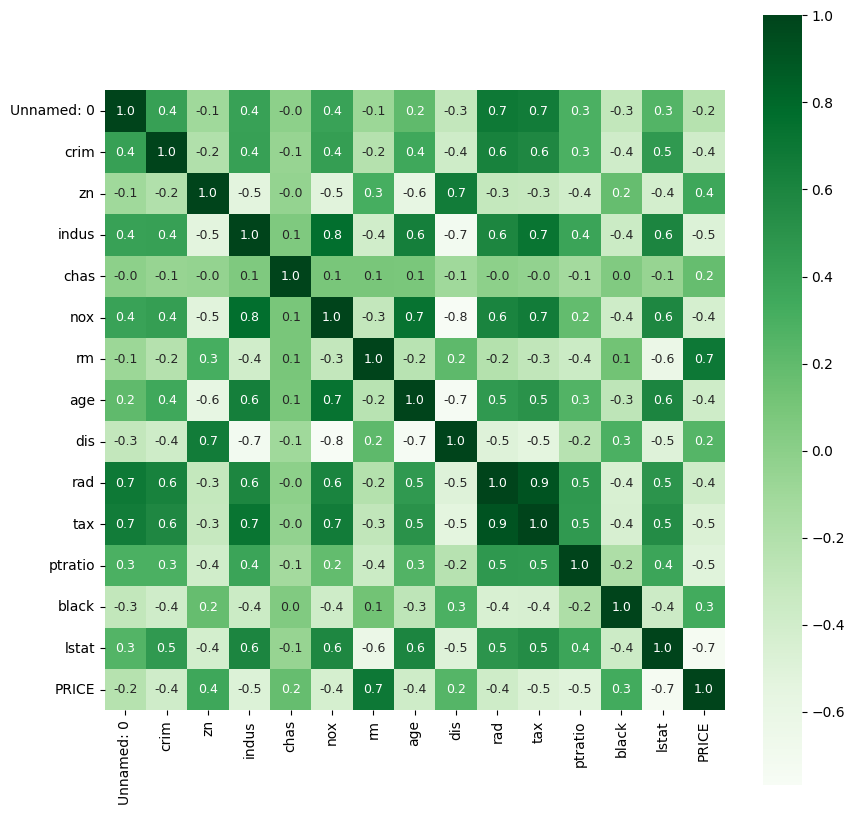 1.0
Unnamed: 0 1.0 0.4 -0.1 0.4 -0.0 0.4 -0.1 0.2 -0.3 0.7 0.7 0.3 -0.3 0.3 -0.2
0.8
crim 0.4 1.0 -0.2 0.4 -0.1 0.4 -0.2 0.4 -0.4 0.6 0.6 0.3 -0.4 0.5 -0.4
zn -0.1 -0.2 1.0 -0.5 -0.0 -0.5 0.3 -0.6 0.7 -0.3 -0.3 -0.4 0.2 -0.4 0.4
0.6
indus 0.4 0.4 -0.5 1.0 0.1 0.8 -0.4 0.6 -0.7 0.6 0.7 0.4 -0.4 0.6 -0.5
chas -0.0 -0.1 -0.0 0.1 1.0 0.1 0.1 0.1 -0.1 -0.0 -0.0 -0.1 0.0 -0.1 0.2
0.4
nox 0.4 0.4 -0.5 0.8 0.1 1.0 -0.3 0.7 -0.8 0.6 0.7 0.2 -0.4 0.6 -0.4
rm -0.1 -0.2 0.3 -0.4 0.1 -0.3 1.0 -0.2 0.2 -0.2 -0.3 -0.4 0.1 -0.6 0.7
0.2
age 0.2 0.4 -0.6 0.6 0.1 0.7 -0.2 1.0 -0.7 0.5 0.5 0.3 -0.3 0.6 -0.4
dis -0.3 -0.4 0.7 -0.7 -0.1 -0.8 0.2 -0.7 1.0 -0.5 -0.5 -0.2 0.3 -0.5 0.2
0.0
rad 0.7 0.6 -0.3 0.6 -0.0 0.6 -0.2 0.5 -0.5 1.0 0.9 0.5 -0.4 0.5 -0.4
tax 0.7 0.6 -0.3 0.7 -0.0 0.7 -0.3 0.5 -0.5 0.9 1.0 0.5 -0.4 0.5 -0.5
−0.2
ptratio 0.3 0.3 -0.4 0.4 -0.1 0.2 -0.4 0.3 -0.2 0.5 0.5 1.0 -0.2 0.4 -0.5
black -0.3 -0.4 0.2 -0.4 0.0 -0.4 0.1 -0.3 0.3 -0.4 -0.4 -0.2 1.0 -0.4 0.3
−0.4
lstat 0.3 0.5 -0.4 0.6 -0.1 0.6 -0.6 0.6 -0.5 0.5 0.5 0.4 -0.4 1.0 -0.7
PRICE -0.2 -0.4 0.4 -0.5 0.2 -0.4 0.7 -0.4 0.2 -0.4 -0.5 -0.5 0.3 -0.7 1.0
−0.6
Unnamed: 0 crim zn indus chas nox rm age dis rad tax ptratio black lstat PRICE